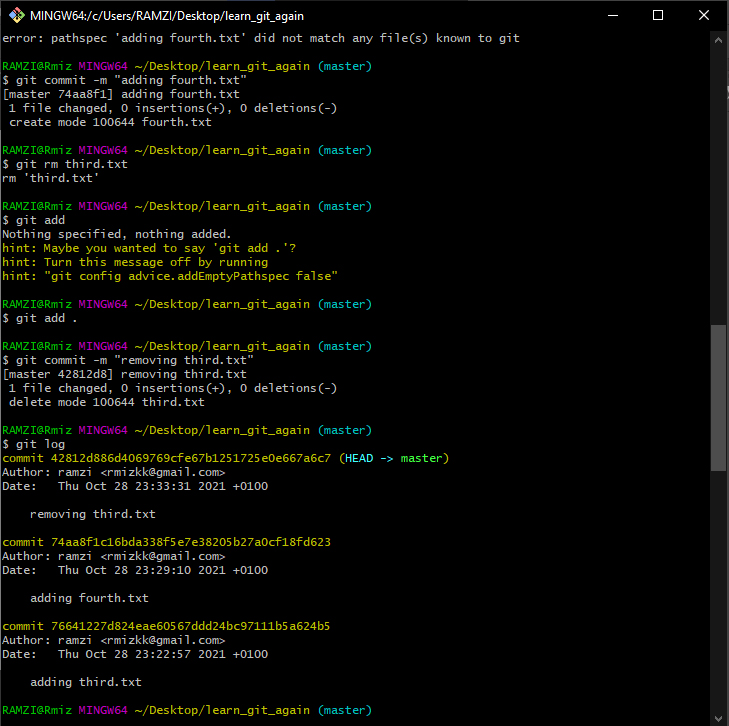 MINGW64:/c/Users/RAMZI/Desktop/learn_git_again
error: pathspec 'adding fourth.txt' did not match any file(s) known to git
RAMZI@Rmiz MINGW64 ~/Desktop/learn_git_again (master)
$ git commit -m "adding fourth.txt"
[master 74aa8f1] adding fourth.txt
 1 file changed, 0 insertions(+), 0 deletions(-)
 create mode 100644 fourth.txt
RAMZI@Rmiz MINGW64 ~/Desktop/learn_git_again (master)
$ git rm third.txt
rm 'third.txt'
RAMZI@Rmiz MINGW64 ~/Desktop/learn_git_again (master)
$ git add
Nothing specified, nothing added.
hint: Maybe you wanted to say 'git add .'?
hint: Turn this message off by running
hint: "git config advice.addEmptyPathspec false"
RAMZI@Rmiz MINGW64 ~/Desktop/learn_git_again (master)
$ git add .
RAMZI@Rmiz MINGW64 ~/Desktop/learn_git_again (master)
$ git commit -m "removing third.txt"
[master 42812d8] removing third.txt
 1 file changed, 0 insertions(+), 0 deletions(-)
 delete mode 100644 third.txt
RAMZI@Rmiz MINGW64 ~/Desktop/learn_git_again (master)
$ git log
commit 42812d886d4069769cfe67b1251725e0e667a6c7 (HEAD -> master)
Author: ramzi <rmizkk@gmail.com>
Date:   Thu Oct 28 23:33:31 2021 +0100
    removing third.txt
commit 74aa8f1c16bda338f5e7e38205b27a0cf18fd623
Author: ramzi <rmizkk@gmail.com>
Date:   Thu Oct 28 23:29:10 2021 +0100
    adding fourth.txt
commit 76641227d824eae60567ddd24bc97111b5a624b5
Author: ramzi <rmizkk@gmail.com>
Date:   Thu Oct 28 23:22:57 2021 +0100
    adding third.txt
RAMZI@Rmiz MINGW64 ~/Desktop/learn_git_again (master)